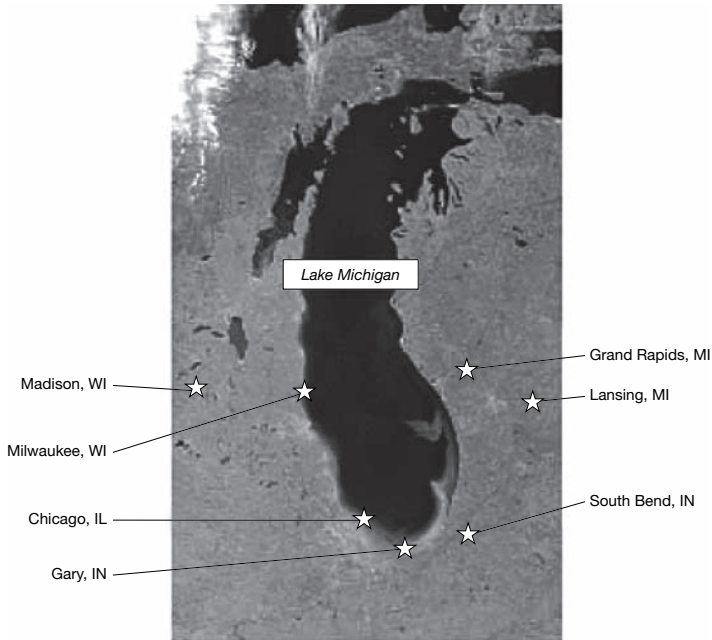 Lake Michigan
Grand Rapids, MI
Madison, WI
Lansing, MI
Milwaukee, WI
South Bend, IN
Chicago, IL
Gary, IN